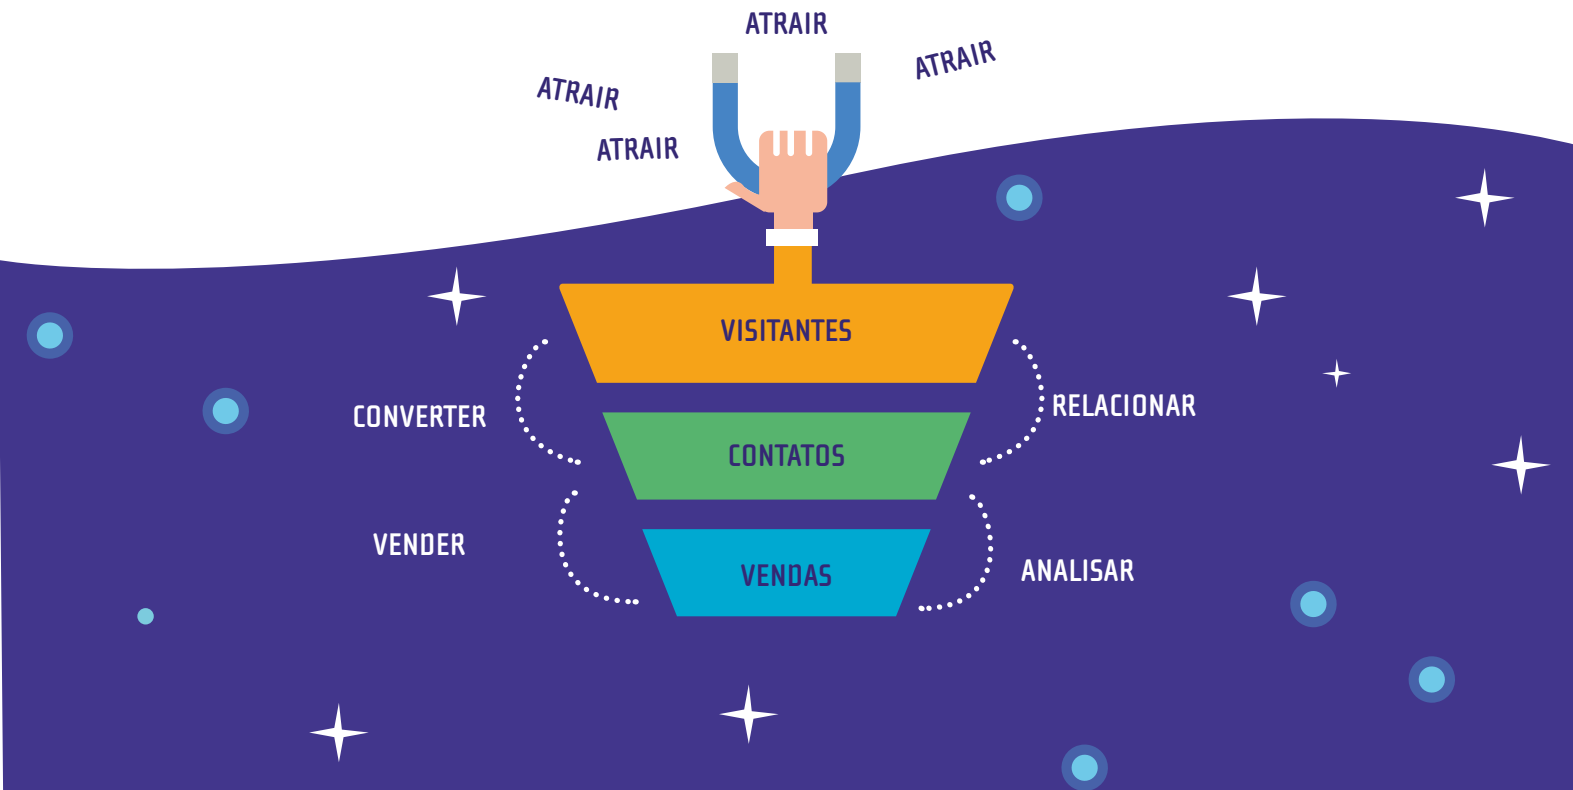 ATRAIR
ATRAIR
ATRAIR
ATRAIR
VISITANTES
CONVERTER
RELACIONAR
CONTATOS
VENDER
ANALISAR
VENDAS